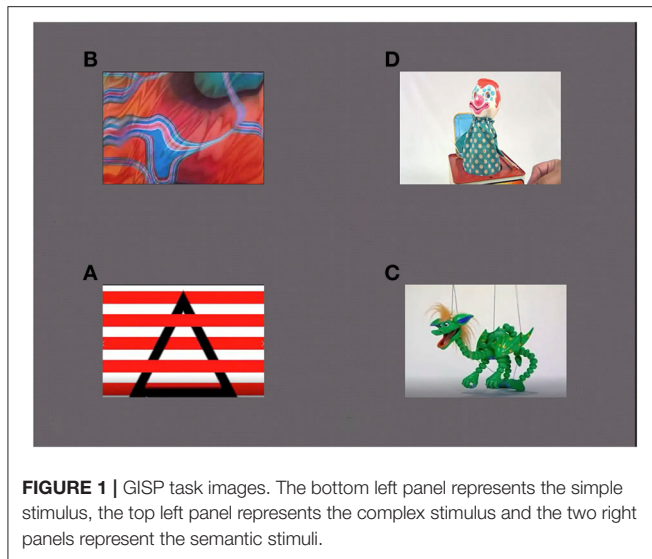 B
D
A
C
FIGURE 1 | GISP task images. The bottom left panel represents the simple
stimulus, the top left panel represents the complex stimulus and the two right
panels represent the semantic stimuli.